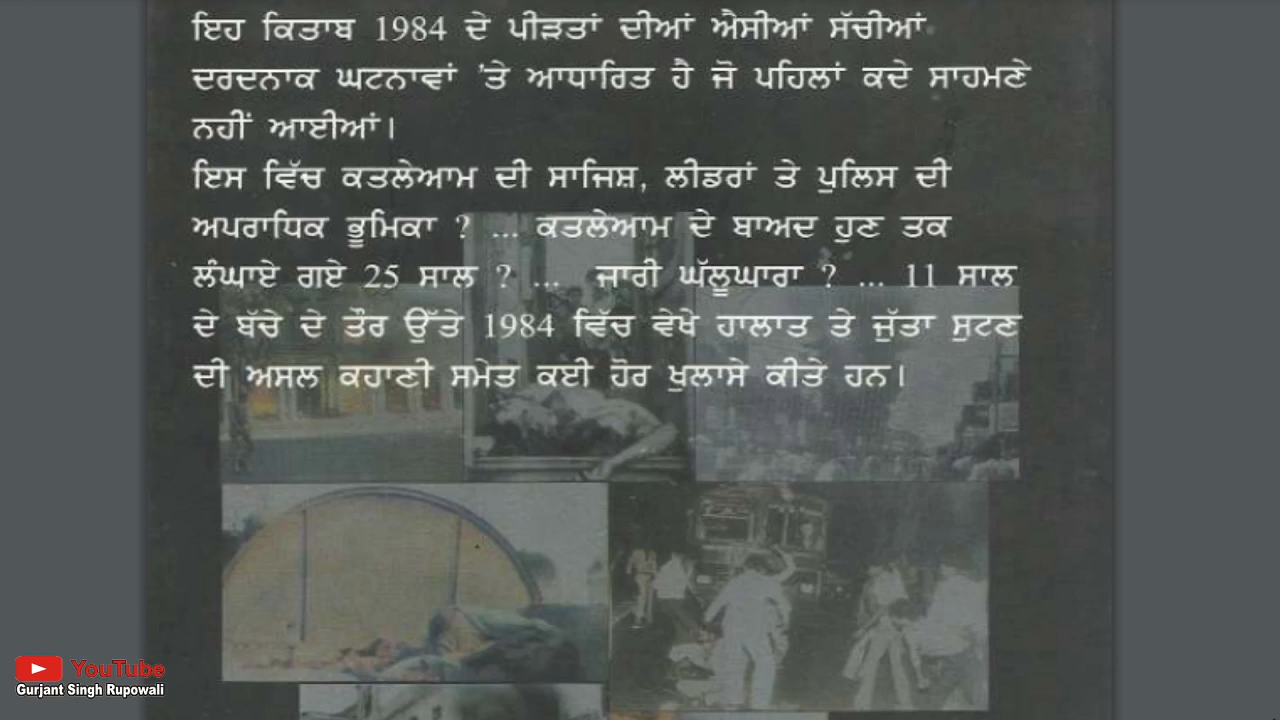 ਇਹ ਕਿਤਾਬ 1984 ਦੇ ਪੀੜਤਾਂ ਦੀਆਂ ਐਸੀਆਂ ਸੱਚੀਆਂ
ਦਰਦਨਾਕ ਘਟਨਾਵਾਂ 'ਤੇ ਆਧਾਰਿਤ ਹੈ ਜੋ ਪਹਿਲਾਂ ਕਦੇ ਸਾਹਮਣੇ
ਨਹੀਂ ਆਈਆਂ।
ਇਸ ਵਿੱਚ ਕਤਲੇਆਮ ਦੀ ਸਾਜਿਸ਼, ਲੀਡਰਾਂ ਤੇ ਪੁਲਿਸ ਦੀ
ਅਪਰਾਧਿਕ ਭੂਮਿਕਾ ? ... ਕਤਲੇਆਮ ਦੇ ਬਾਅਦ ਹੁਣ ਤਕ
ਲੰਘਾਏ ਗਏ 25 ਸਾਲ ? ... ਜਾਰੀ ਘੱਲੂਘਾਰਾ ? ... 11 ਸਾਲ
ਦੇ ਬੱਚੇ ਦੇ ਤੌਰ ਉੱਤੇ 1984 ਵਿੱਚ ਵੇਖੇ ਹਾਲਾਤ ਤੇ ਜੁੱਤਾ ਸੁਟਣ
ਦੀ ਅਸਲ ਕਹਾਣੀ ਸਮੇਤ ਕਈ ਹੋਰ ਖੁਲਾਸੇ ਕੀਤੇ ਹਨ।
YouTube
Gurjant Singh Rupowali